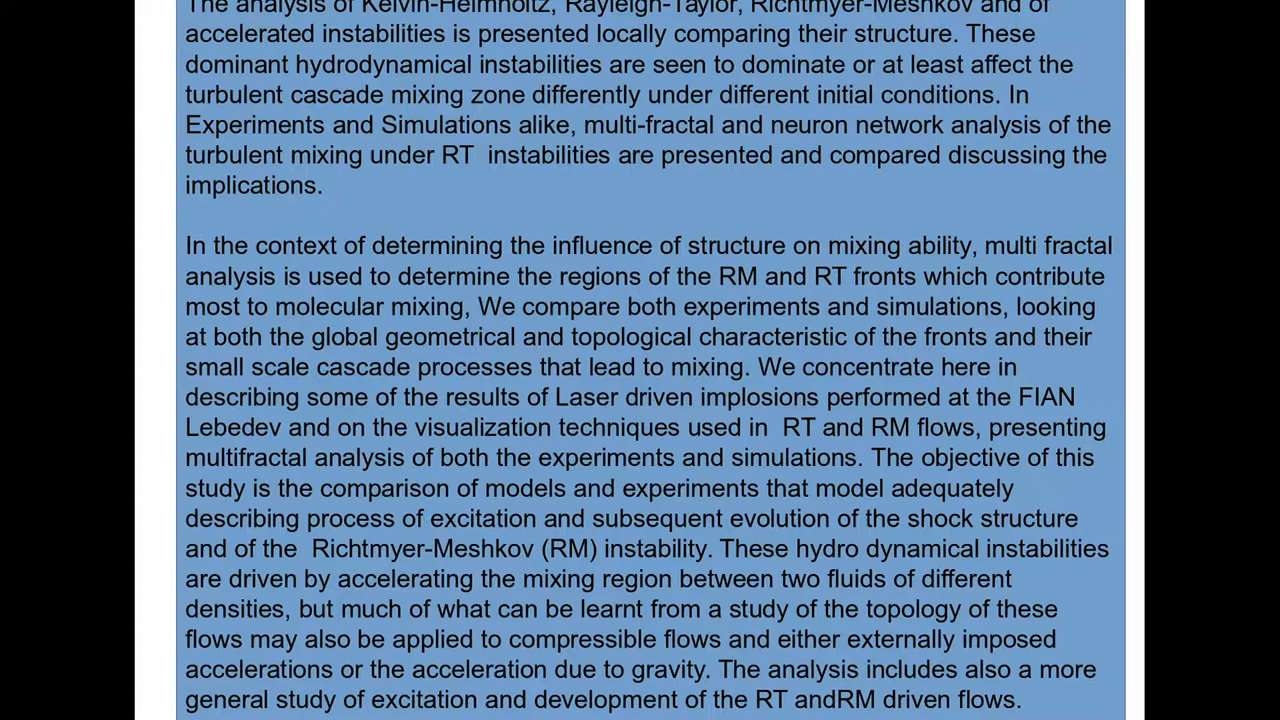 The analysis of Kelvin-Helmholtz, Rayleigh-Taylor, Richtmyer-Meshkov and of
accelerated instabilities is presented locally comparing their structure. These
dominant hydrodynamical instabilities are seen to dominate or at least affect the
turbulent cascade mixing zone differently under different initial conditions. In
Experiments and Simulations alike, multi-fractal and neuron network analysis of the
turbulent mixing under RT  instabilities are presented and compared discussing the
implications.
In the context of determining the influence of structure on mixing ability, multi fractal
analysis is used to determine the regions of the RM and RT fronts which contribute
most to molecular mixing, We compare both experiments and simulations, looking
at both the global geometrical and topological characteristic of the fronts and their
small scale cascade processes that lead to mixing. We concentrate here in
describing some of the results of Laser driven implosions performed at the FIAN
Lebedev and on the visualization techniques used in  RT and RM flows, presenting
multifractal analysis of both the experiments and simulations. The objective of this
study is the comparison of models and experiments that model adequately
describing process of excitation and subsequent evolution of the shock structure
and of the  Richtmyer-Meshkov (RM) instability. These hydro dynamical instabilities
are driven by accelerating the mixing region between two fluids of different
densities, but much of what can be learnt from a study of the topology of these
flows may also be applied to compressible flows and either externally imposed
accelerations or the acceleration due to gravity. The analysis includes also a more
general study of excitation and development of the RT andRM driven flows.